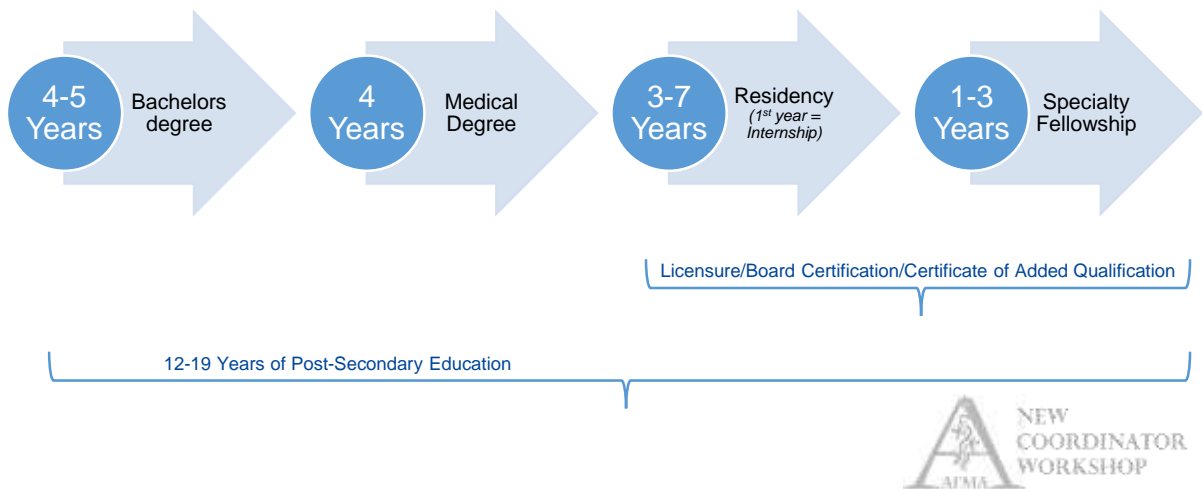 4-5
Years
Bachelors
degree
4
Years
Medical
Degree
3-7
Years
Residency
(1st year =
Internship)
1-3
Years
Specialty
Fellowship
Licensure/Board Certification/Certificate of Added Qualification
12-19 Years of Post-Secondary Education
NEW
COORDINATOR
WORKSHOP